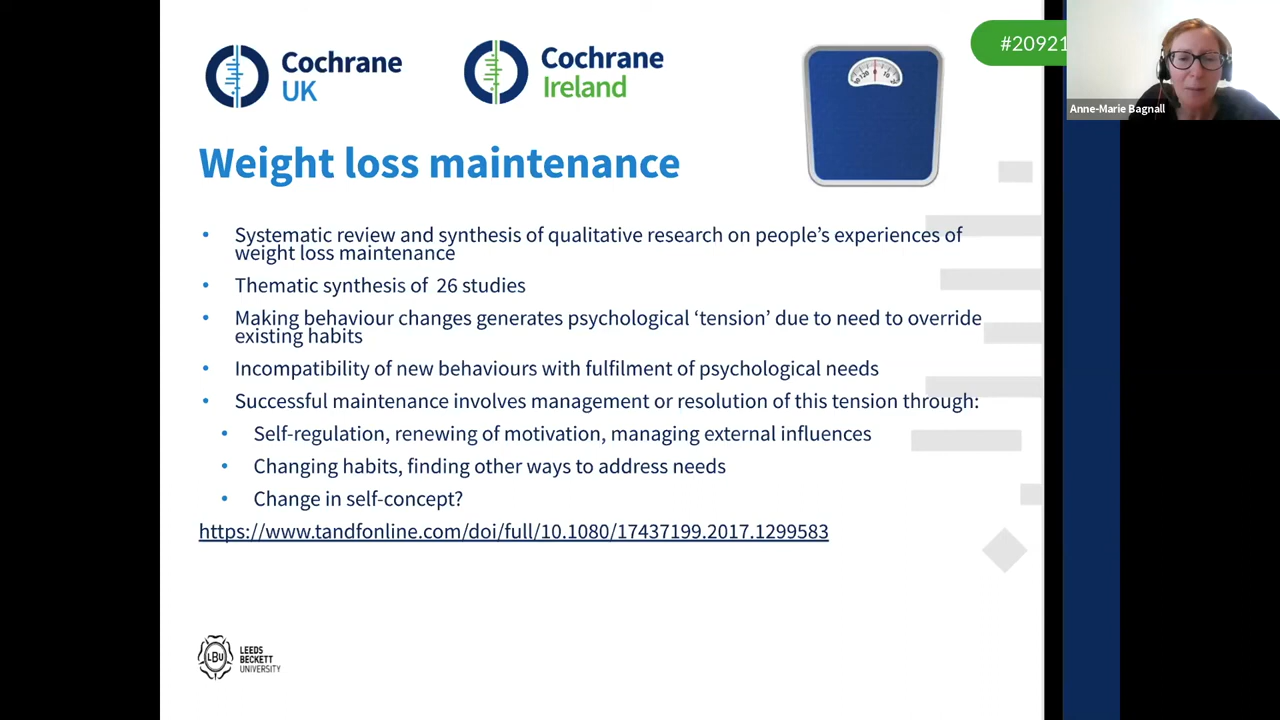 Cochrane
UK
Cochrane
Ireland
#20921
Anne-Marie Bagnall
Weight loss maintenance
• Systematic review and synthesis of qualitative research on people’s experiences of
weight loss maintenance
• Thematic synthesis of 26 studies
• Making behaviour changes generates psychological ‘tension’ due to need to override
existing habits
• Incompatibility of new behaviours with fulfilment of psychological needs
• Successful maintenance involves management or resolution of this tension through:
• Self-regulation, renewing of motivation, managing external influences
• Changing habits, finding other ways to address needs
• Change in self-concept?
https://www.tandfonline.com/doi/full/10.1080/17437199.2017.1299583
LBU
LEEDS
BECKETT
UNIVERSITY